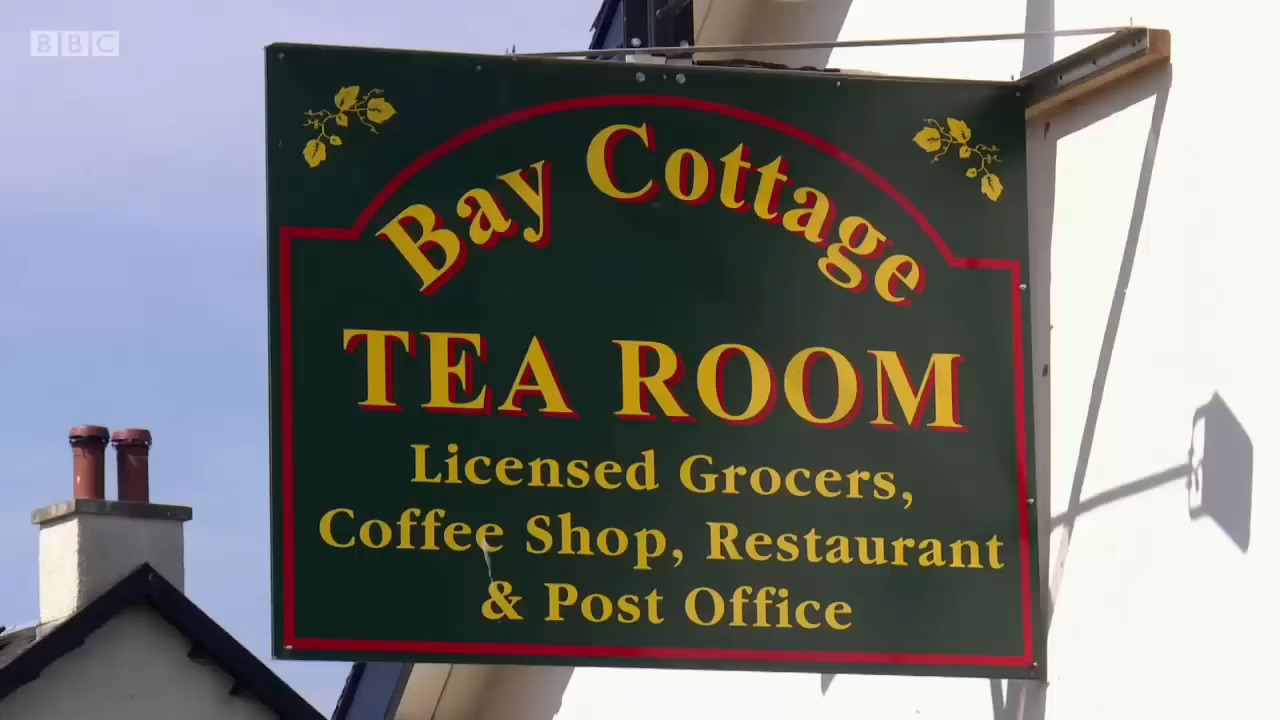 BBC
Bay Cottage
TEA ROOM
Licensed Grocers,
Coffee Shop, Restaurant
& Post Office